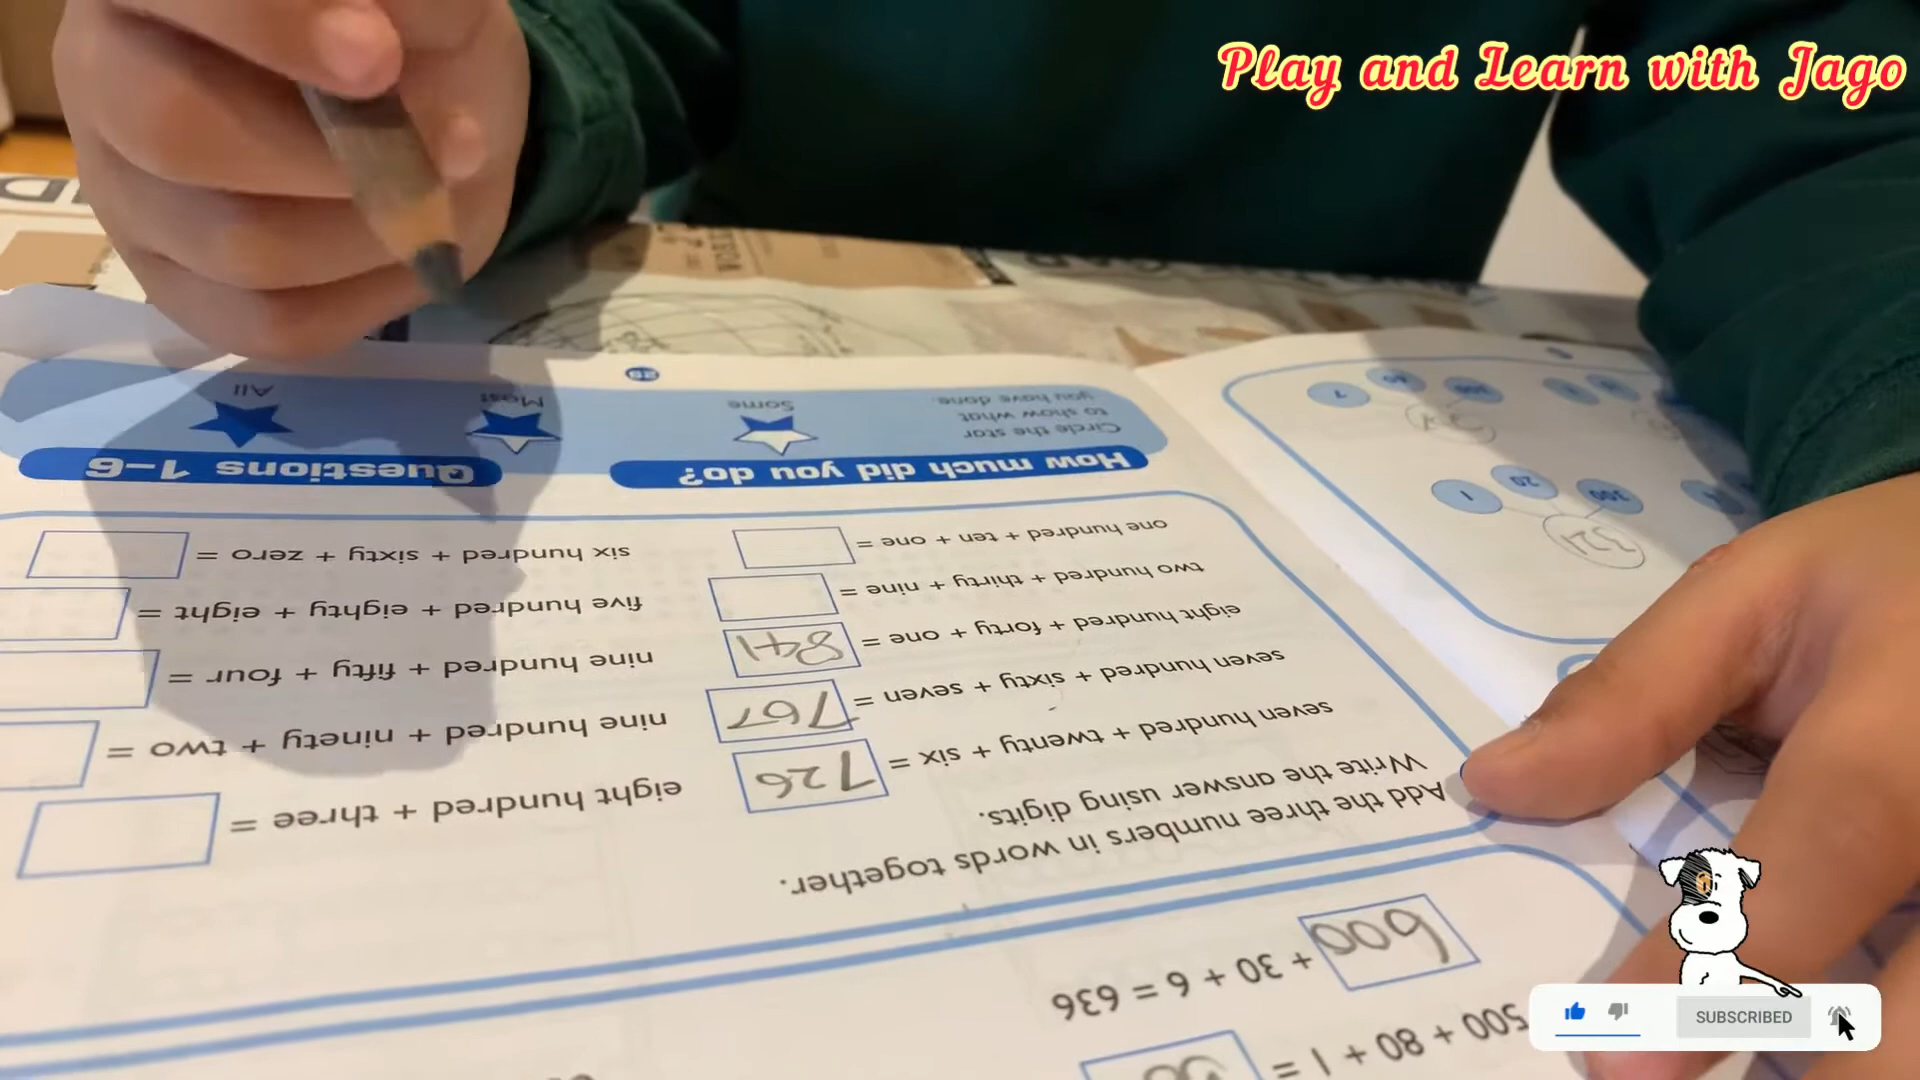 Play and Learn with Jago
500 + 80 + 1 =
600 + 30 + 6 = 636
Add the three numbers in words together.
Write the answer using digits.
seven hundred + twenty + six = 726
seven hundred + sixty + seven = 767
eight hundred + forty + one = 841
two hundred + thirty + nine =
one hundred + ten + one =
eight hundred + three =
nine hundred + ninety + two =
nine hundred + fifty + four =
five hundred + eighty + eight =
six hundred + sixty + zero =
How much did you do?
Questions 1–6
Circle the star
to show what
you have done.
Some
Most
All
321
300
20
1
SUBSCRIBED